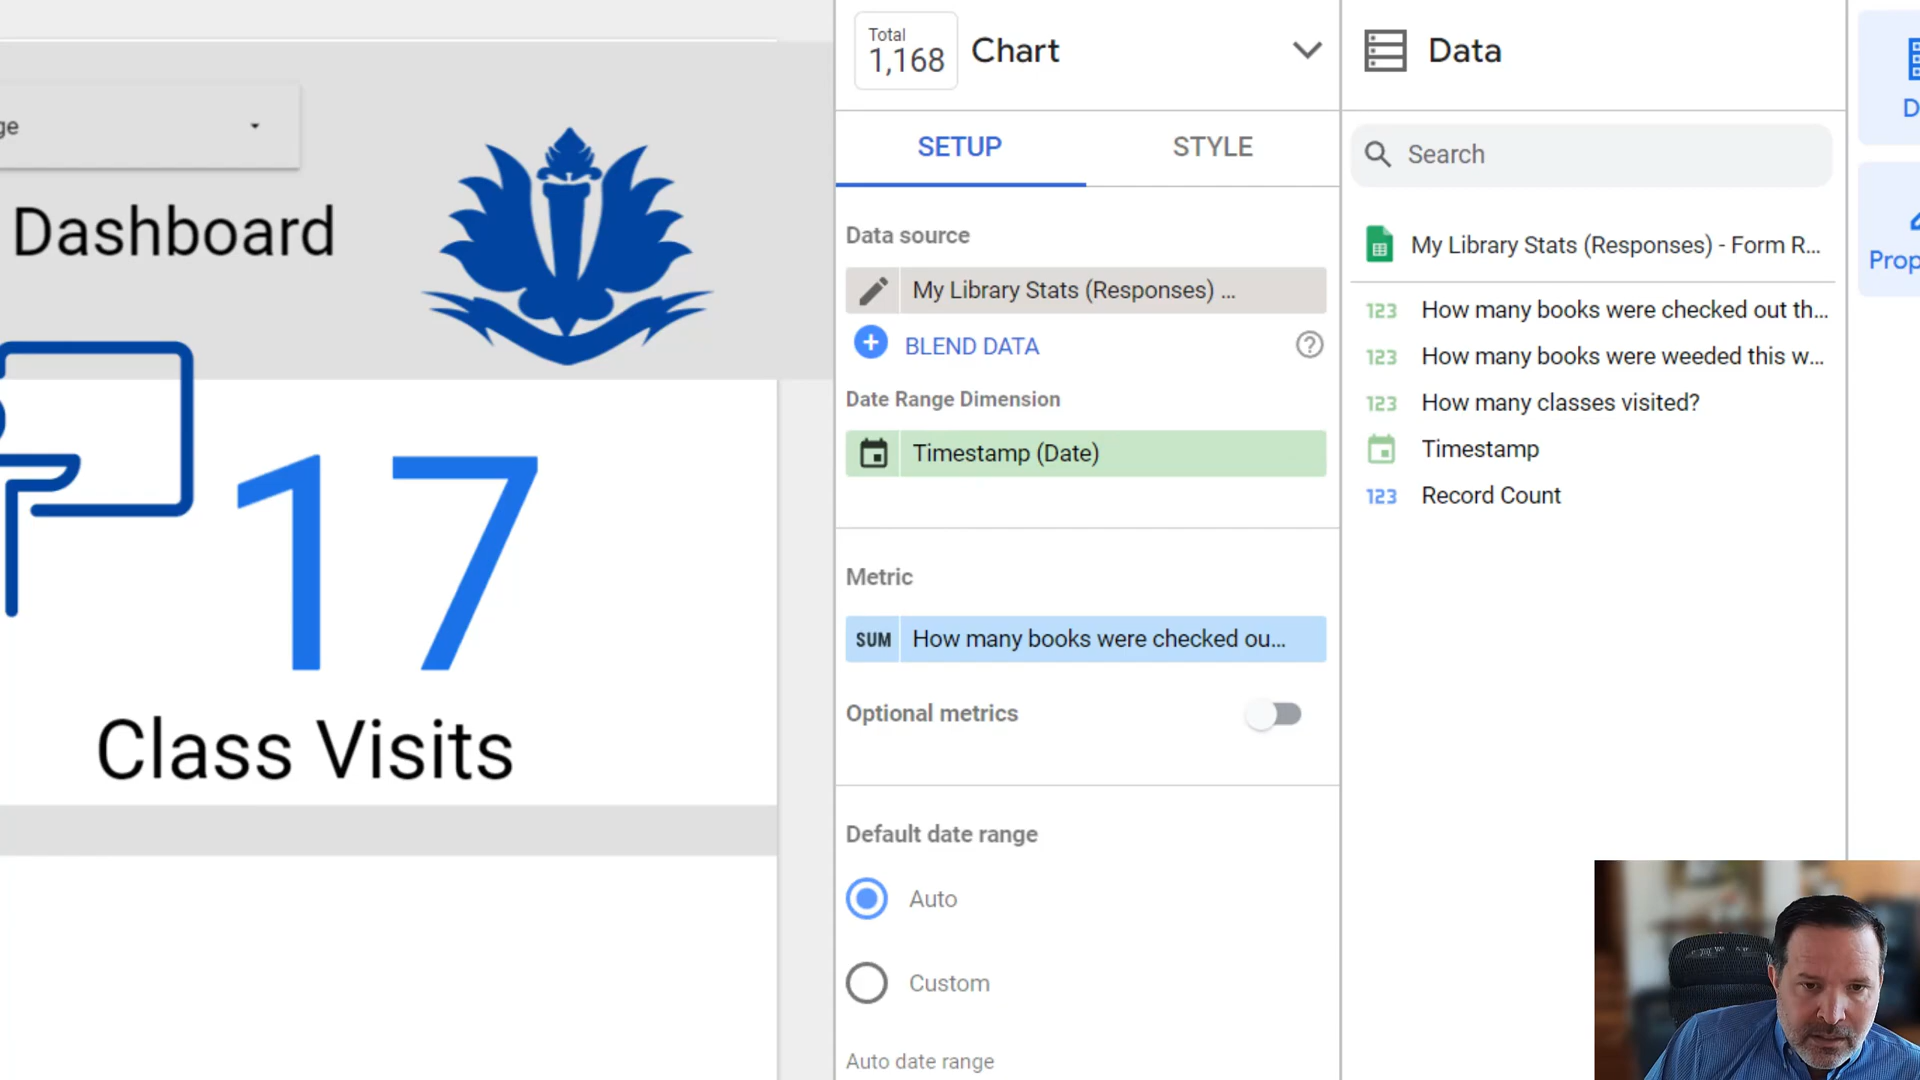 ge
Dashboard
17
Class Visits
Total
1,168
Chart
SETUP
STYLE
Data source
My Library Stats (Responses) ...
BLEND DATA
Date Range Dimension
Timestamp (Date)
Metric
SUM
How many books were checked ou...
Optional metrics
Default date range
Auto
Custom
Auto date range
Data
Search
My Library Stats (Responses) - Form R...
123 How many books were checked out th...
123 How many books were weeded this w...
123 How many classes visited?
Timestamp
123 Record Count
D
Prop